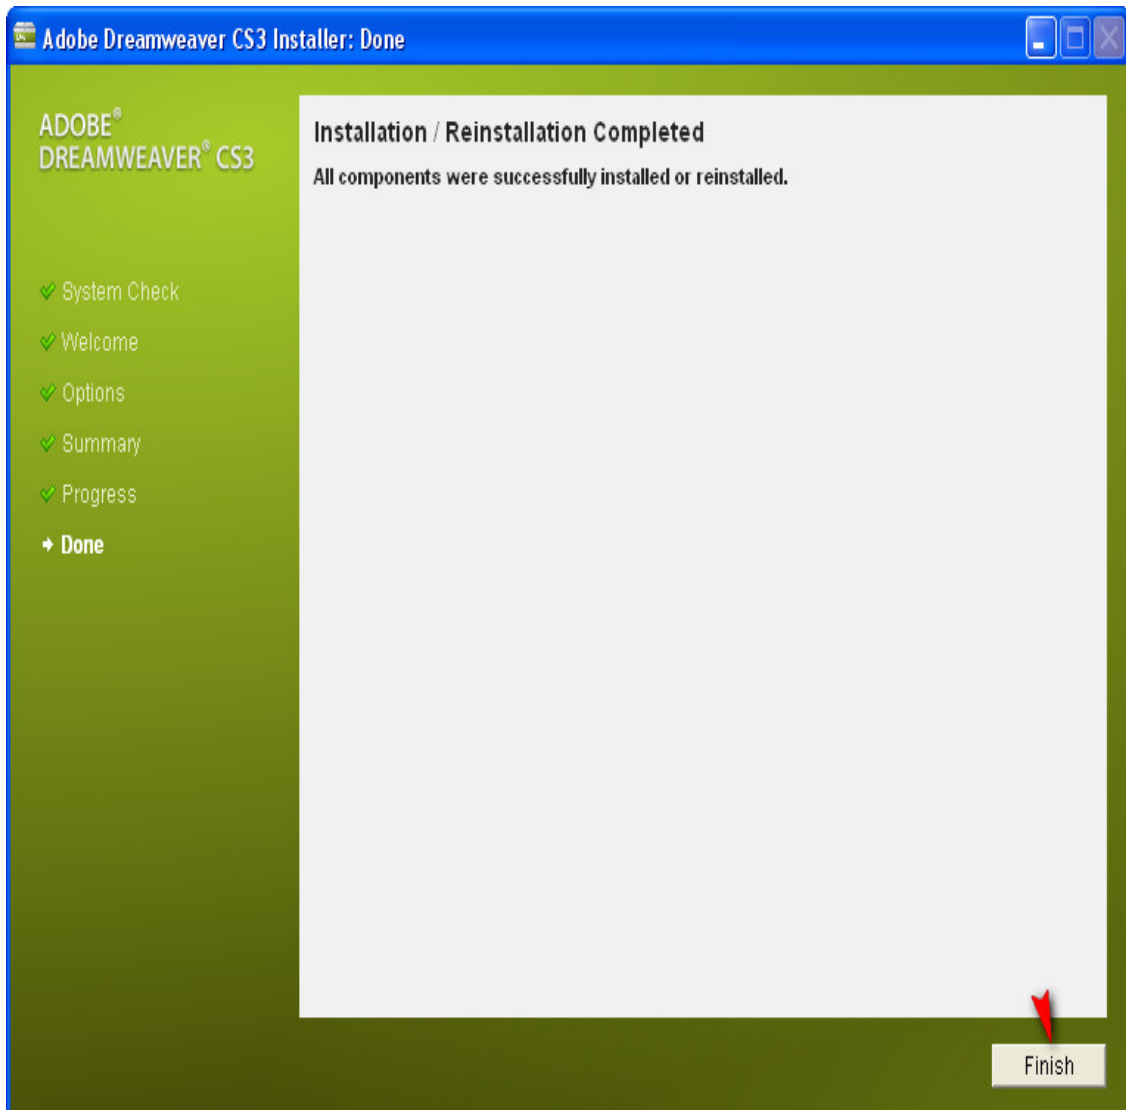 Adobe Dreamweaver CS3 Installer: Done
ADOBE®
DREAMWEAVER® CS3
System Check
Welcome
Options
Summary
Progress
Done
Installation / Reinstallation Completed
All components were successfully installed or reinstalled.
Finish